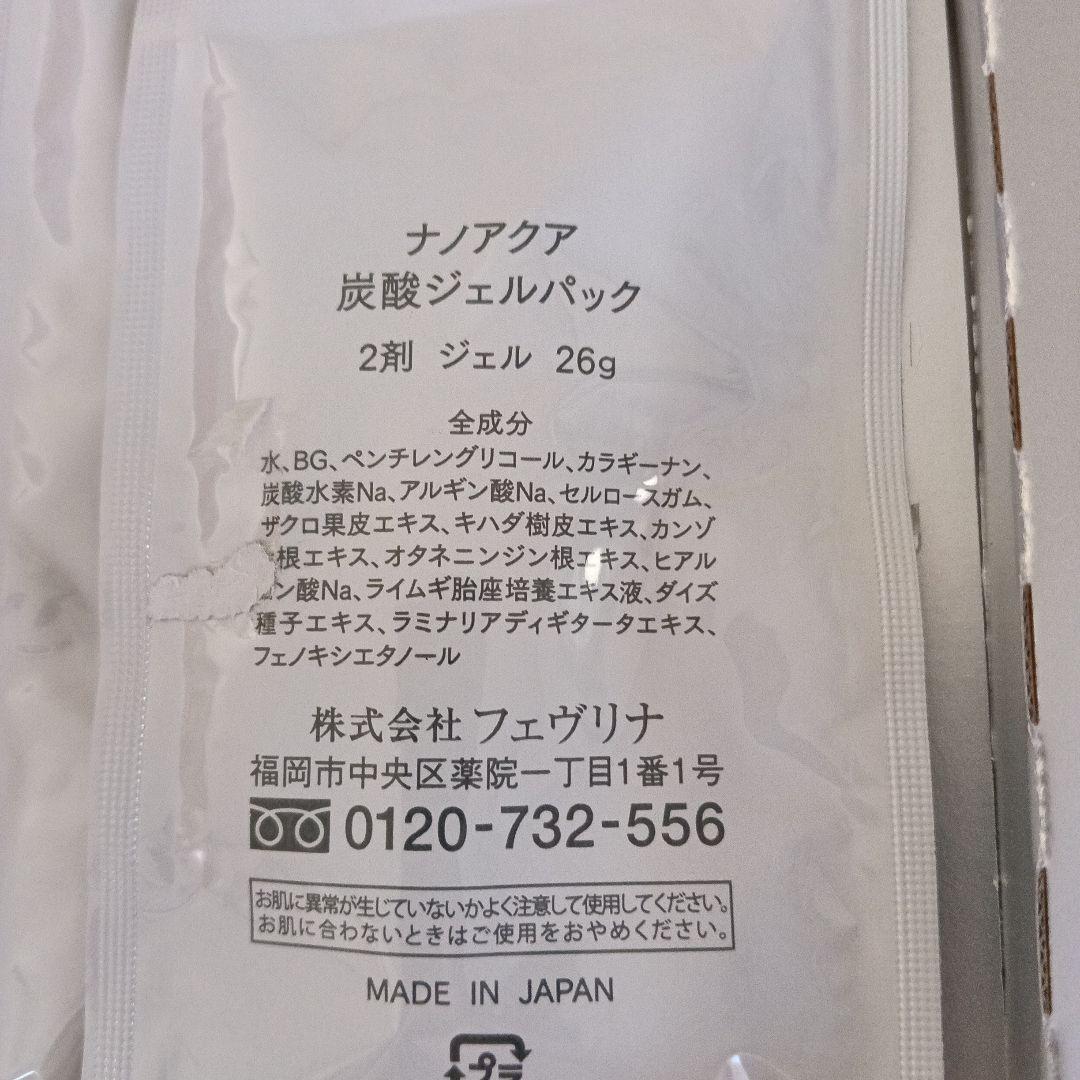 ナノアクア
炭酸ジェルパック
2剤 ジェル 26g
全成分
水、BG、ペンチレングリコール、カラギーナン、
炭酸水素Na、アルギン酸Na、セルロースガム、
ザクロ果皮エキス、キハダ樹皮エキス、カンゾ
根エキス、オタネニンジン根エキス、ヒアル
ン酸Na、ライムギ胎座培養エキス液、ダイズ
種子エキス、ラミナリアディギタータエキス、
フェノキシエタノール
株式会社 フェヴリナ
福岡市中央区薬院一丁目1番1号
0120-732-556
お肌に異常が生じていないかよく注意して使用してください。
お肌に合わないときはご使用をおやめください。
MADE IN JAPAN
プラ